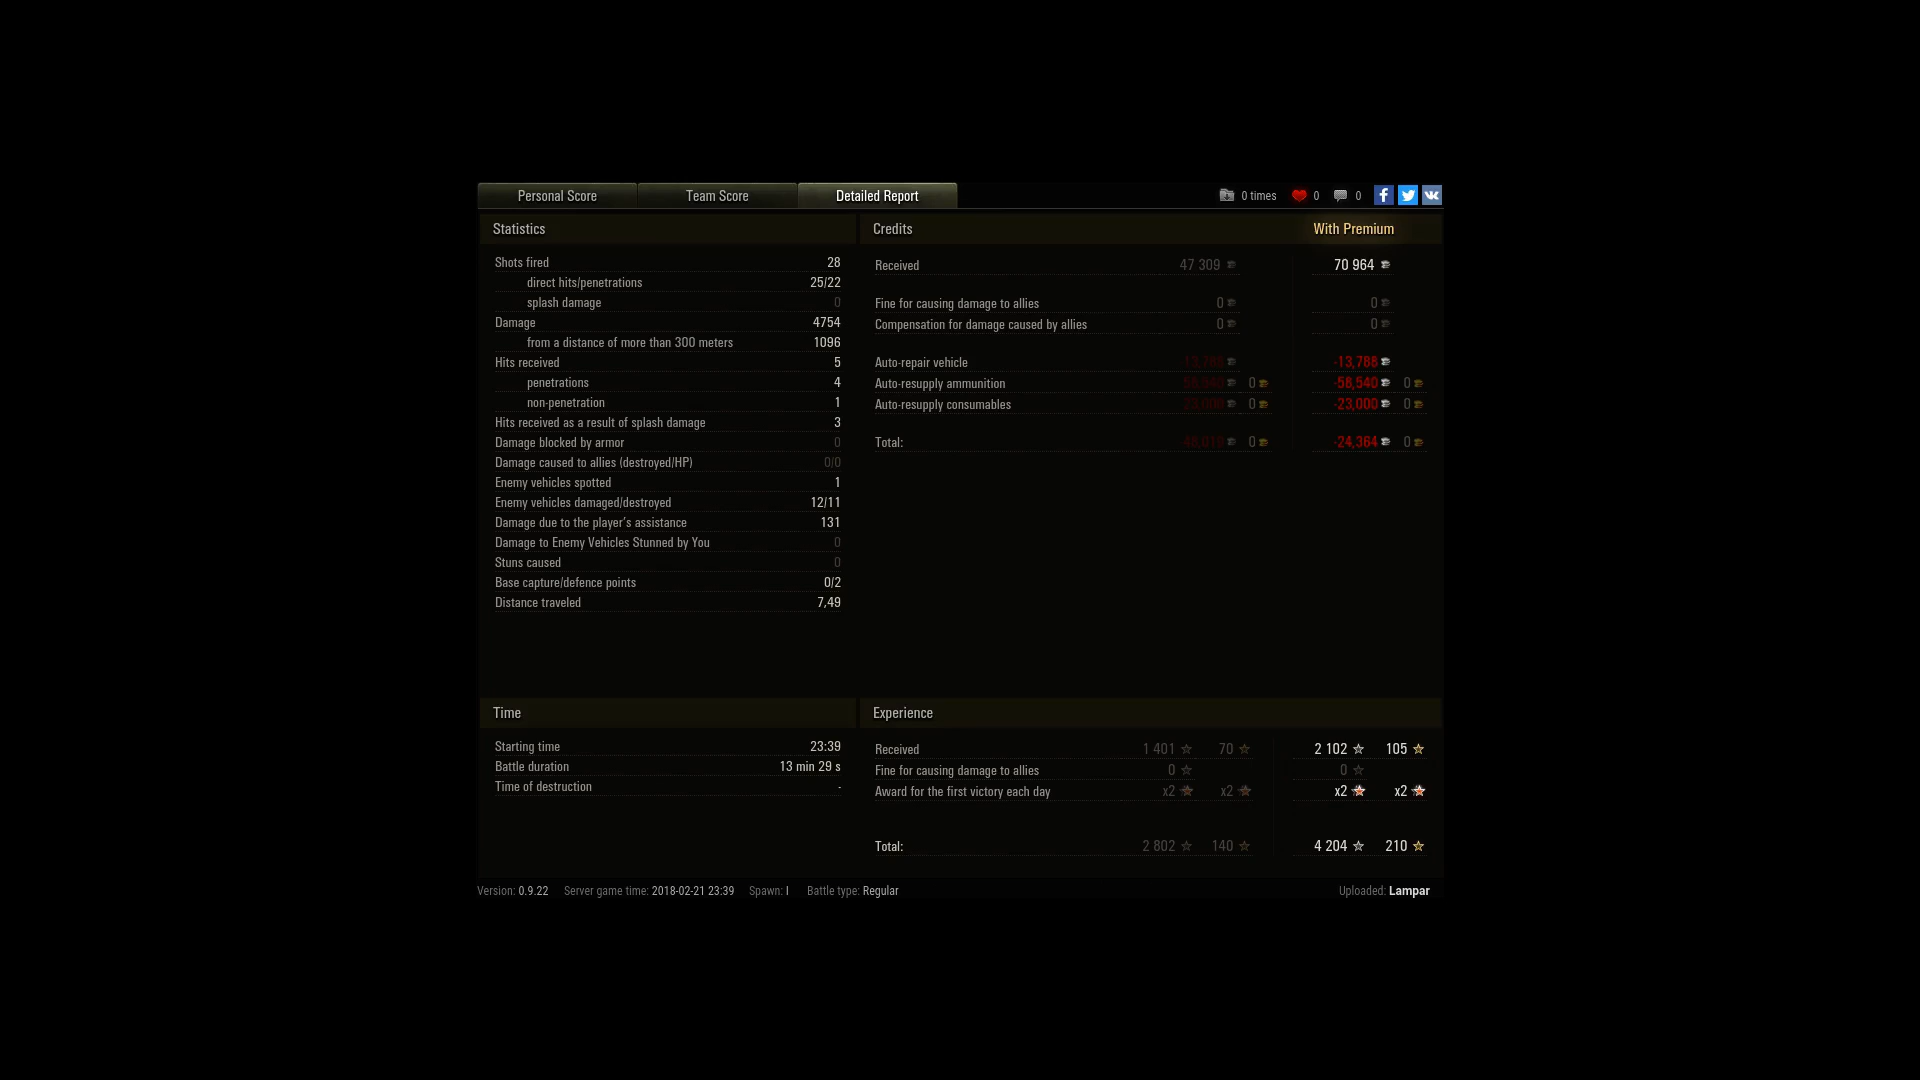 Personal Score Team Score Detailed Report 0 times 0 0
Statistics
Shots fired 28
direct hits/penetrations 25/22
splash damage 0
Damage 4754
from a distance of more than 300 meters 1096
Hits received 5
penetrations 4
non-penetration 1
Hits received as a result of splash damage 3
Damage blocked by armor 0
Damage caused to allies (destroyed/HP) 0/0
Enemy vehicles spotted 1
Enemy vehicles damaged/destroyed 12/11
Damage due to the player's assistance 131
Damage to Enemy Vehicles Stunned by You 0
Stuns caused 0
Base capture/defence points 0/2
Distance traveled 7,49
Credits With Premium
Received 47 309 70 964
Fine for causing damage to allies 0 0
Compensation for damage caused by allies 0 0
Auto-repair vehicle -13,788
Auto-resupply ammunition 0 0
Auto-resupply consumables 0 -23,000 0
Total: 0 -24,364 0
Time
Starting time 23:39
Battle duration 13 min 29 s
Time of destruction -
Experience
Received 1 401 70 2 102 105
Fine for causing damage to allies 0 0
Award for the first victory each day x2 x2 x2 x2
Total: 2 802 140 4 204 210
Version: 0.9.22 Server game time: 2018-02-21 23:39 Spawn: I Battle type: Regular Uploaded: Lampar